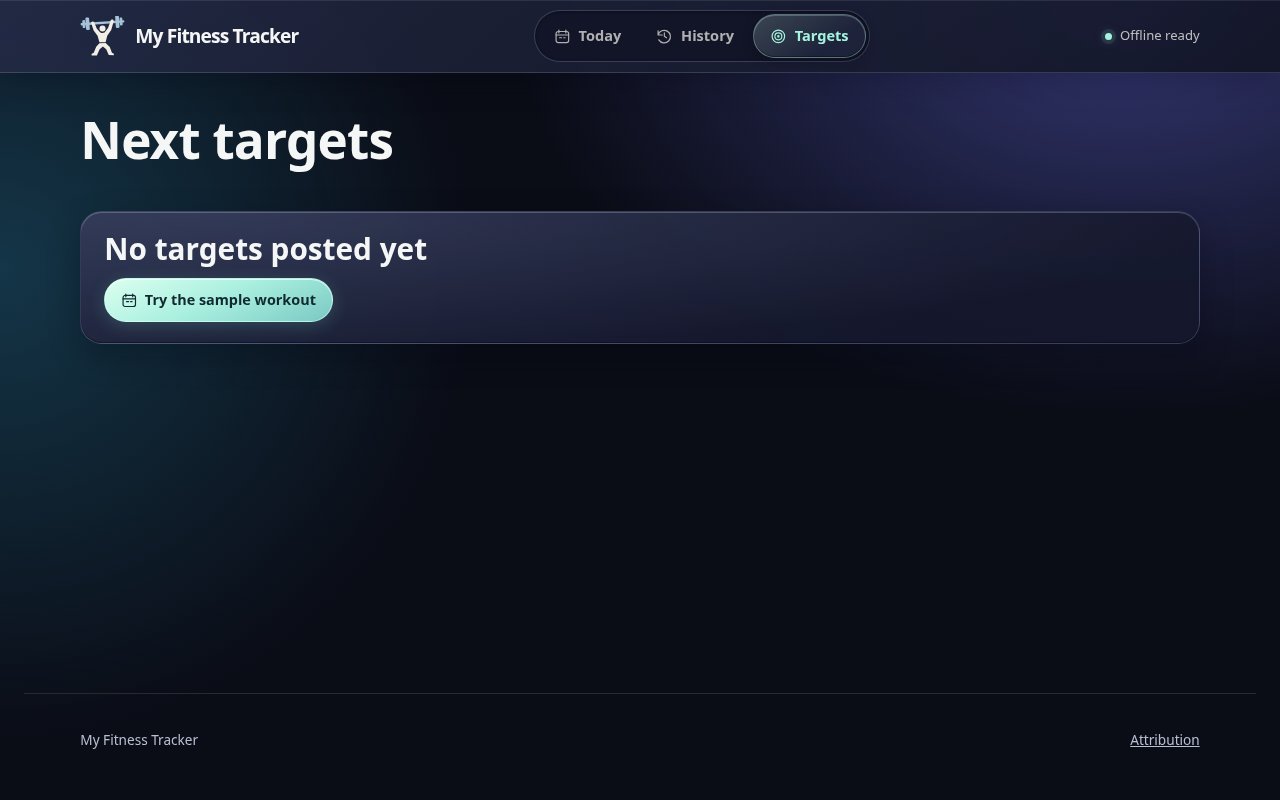 My Fitness Tracker
Today
History
Targets
Offline ready
Next targets
No targets posted yet
Try the sample workout
My Fitness Tracker
Attribution